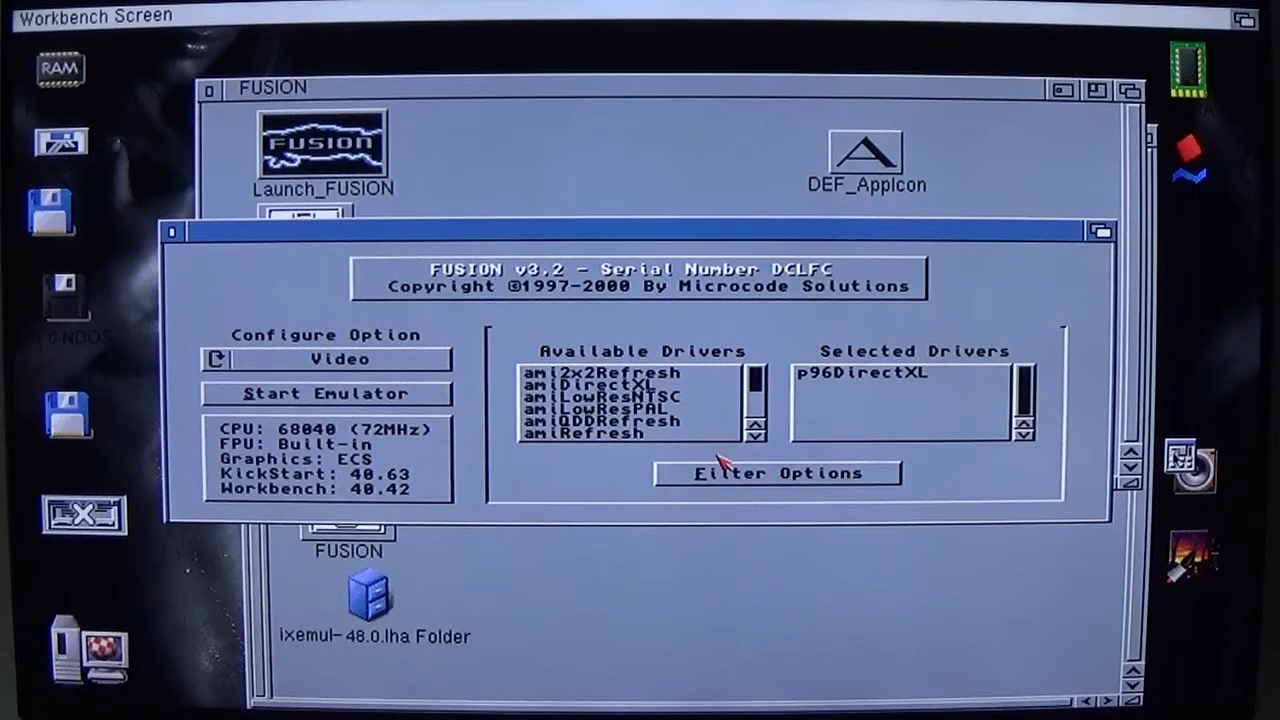 Workbench Screen
RAM
FUSION
FUSION
Launch_FUSION
DEF_AppIcon
FUSION v3.2 - Serial Number DCLFC
Copyright ©1997-2000 By Microcode Solutions
Configure Option
Video
Start Emulator
CPU: 68040 (72MHz)
FPU: Built-in
Graphics: ECS
KickStart: 40.63
Workbench: 40.42
Available Drivers
ami2x2Refresh
amiDirectXL
amiLowResNTSC
amiLowResPAL
amiQDDRefresh
amiRefresh
Selected Drivers
p96DirectXL
Filter Options
FUSION
ixemul-48.0.lha Folder